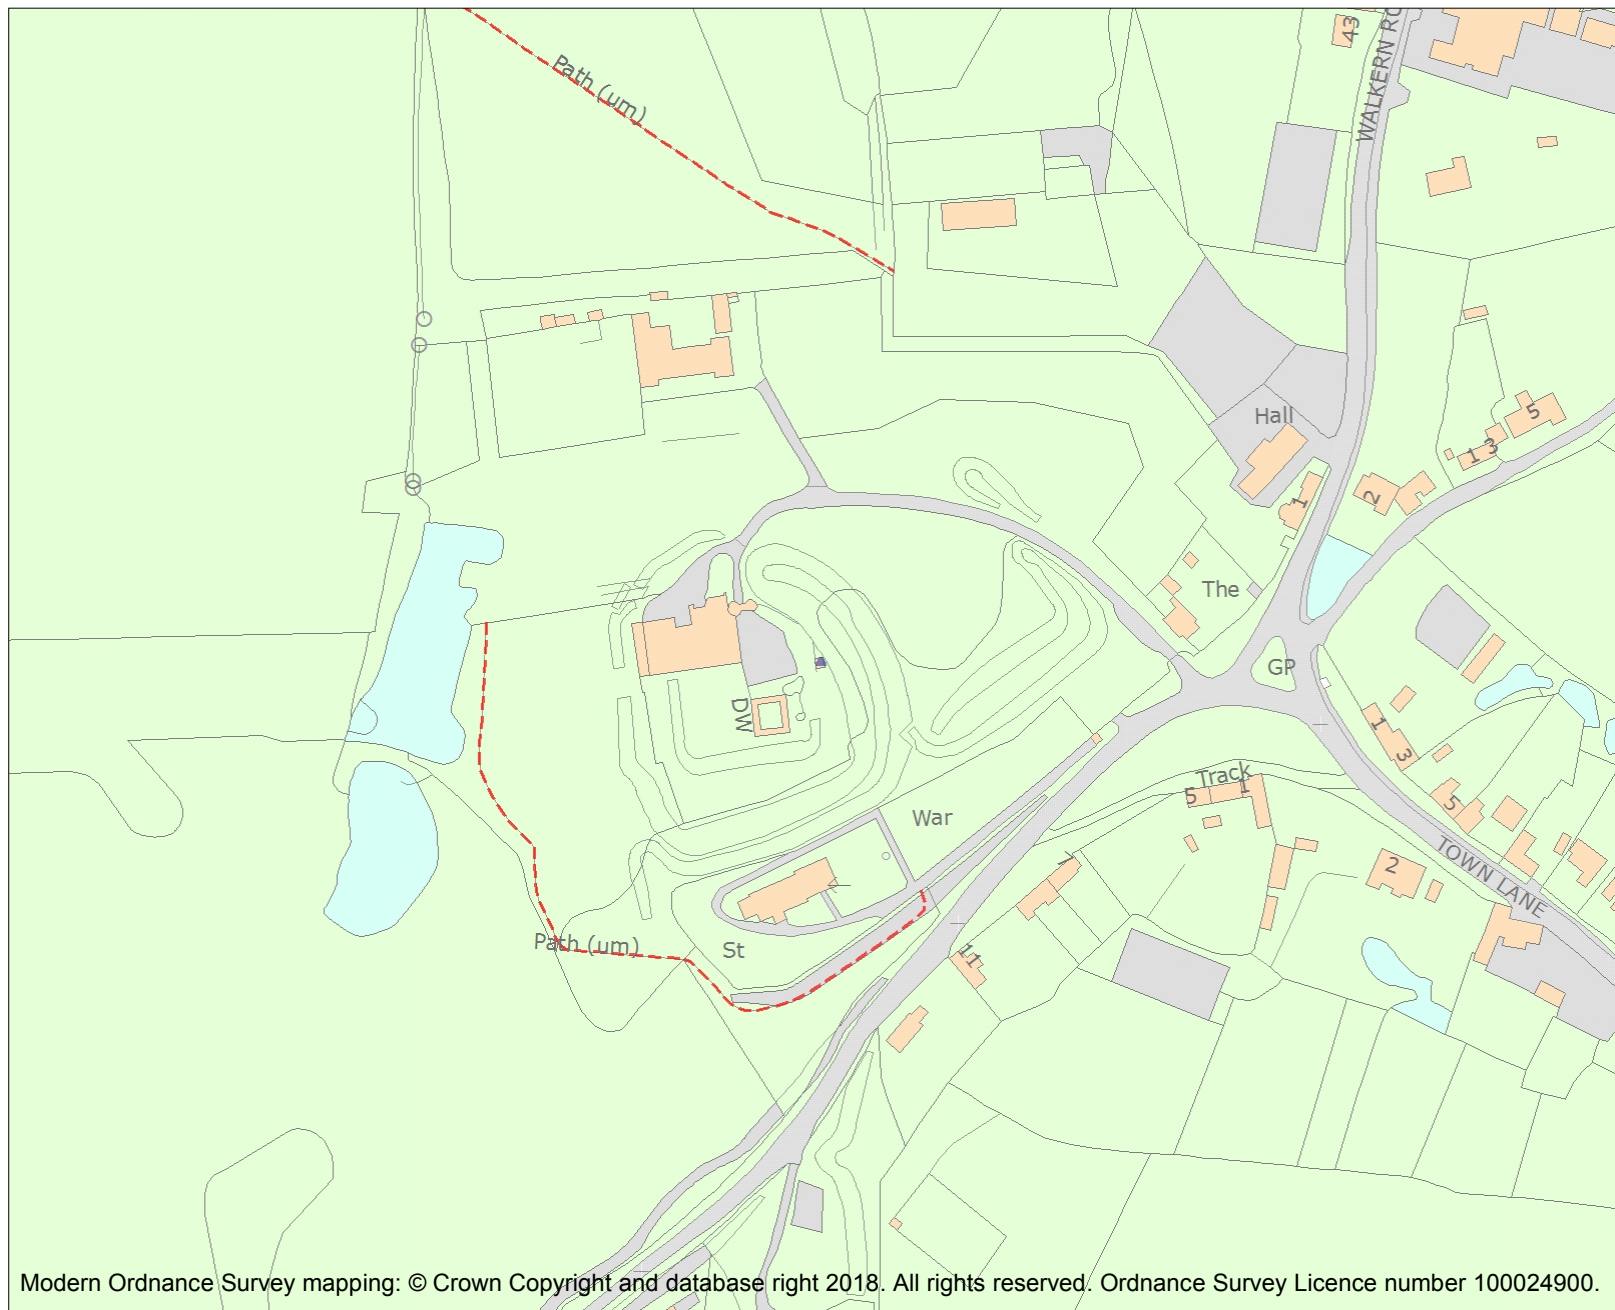 43
WALKERN RO
Path (um)
Hall
5
1 3
2
1
The
GP
DW
1
3
Track
5
1
5
War
7
2
TOWN LANE
Path (um)
St
11
Modern Ordnance Survey mapping: © Crown Copyright and database right 2018. All rights reserved. Ordnance Survey Licence number 100024900.